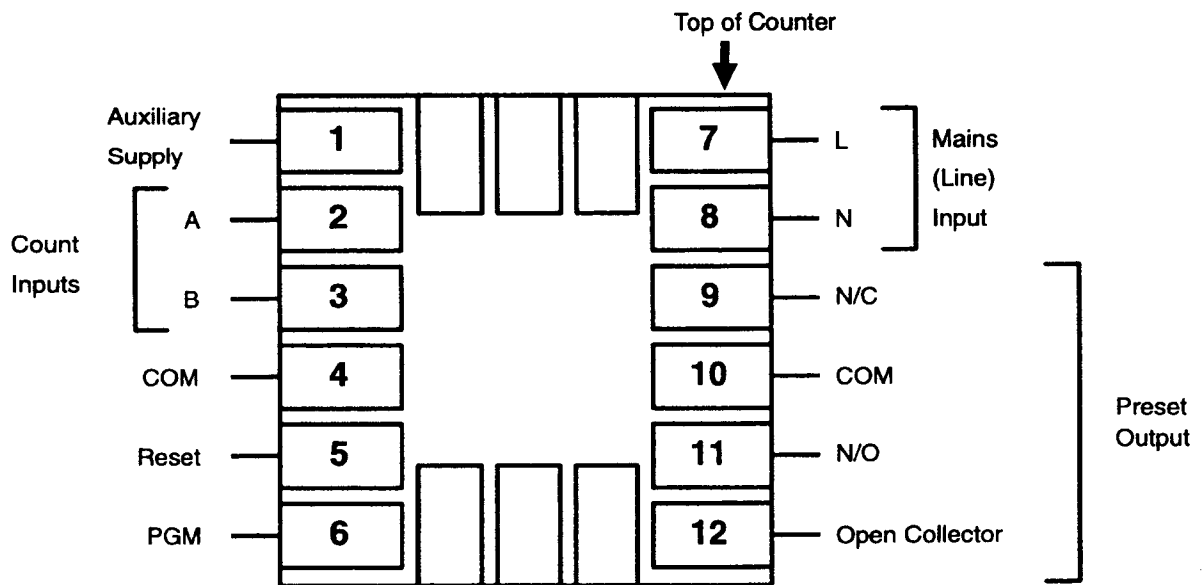 Top of Counter
Auxiliary
Supply
1
7
L
Mains
(Line)
Input
Count
Inputs
A
2
8
N
B
3
9
N/C
COM
4
10
COM
Preset
Output
Reset
5
11
N/O
PGM
6
12
Open Collector